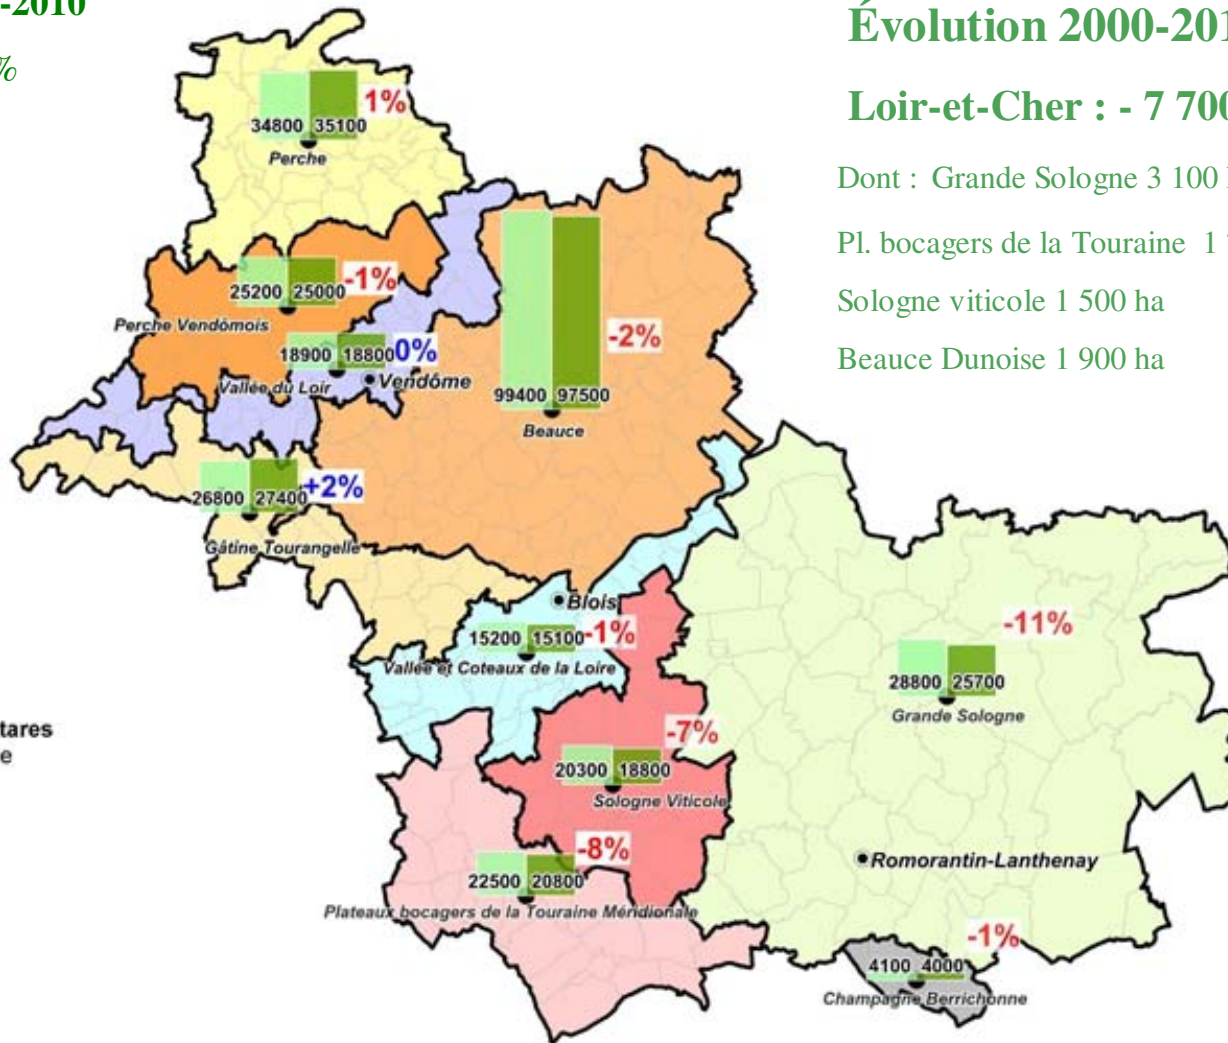 -2010
%
Évolution 2000-201
Loir-et-Cher : - 7 700
Dont : Grande Sologne 3 100
Pl. bocagers de la Touraine 1
Sologne viticole 1 500 ha
Beauce Dunoise 1 900 ha
1%
34800 35100
Perche
-1%
25200 25000
Perche Vendômois
18900 18800 0%
Vallée du Loir
Vendôme
-2%
99400 97500
Beauce
26800 27400 +2%
Gâtine Tourangelle
Blois
15200 15100 -1%
Vallée et Coteaux de la Loire
-11%
28800 25700
Grande Sologne
tares
e
-7%
20300 18800
Sologne Viticole
-8%
22500 20800
Plateaux bocagers de la Touraine Méridionale
Romorantin-Lanthenay
-1%
4100 4000
Champagne Berrichonne